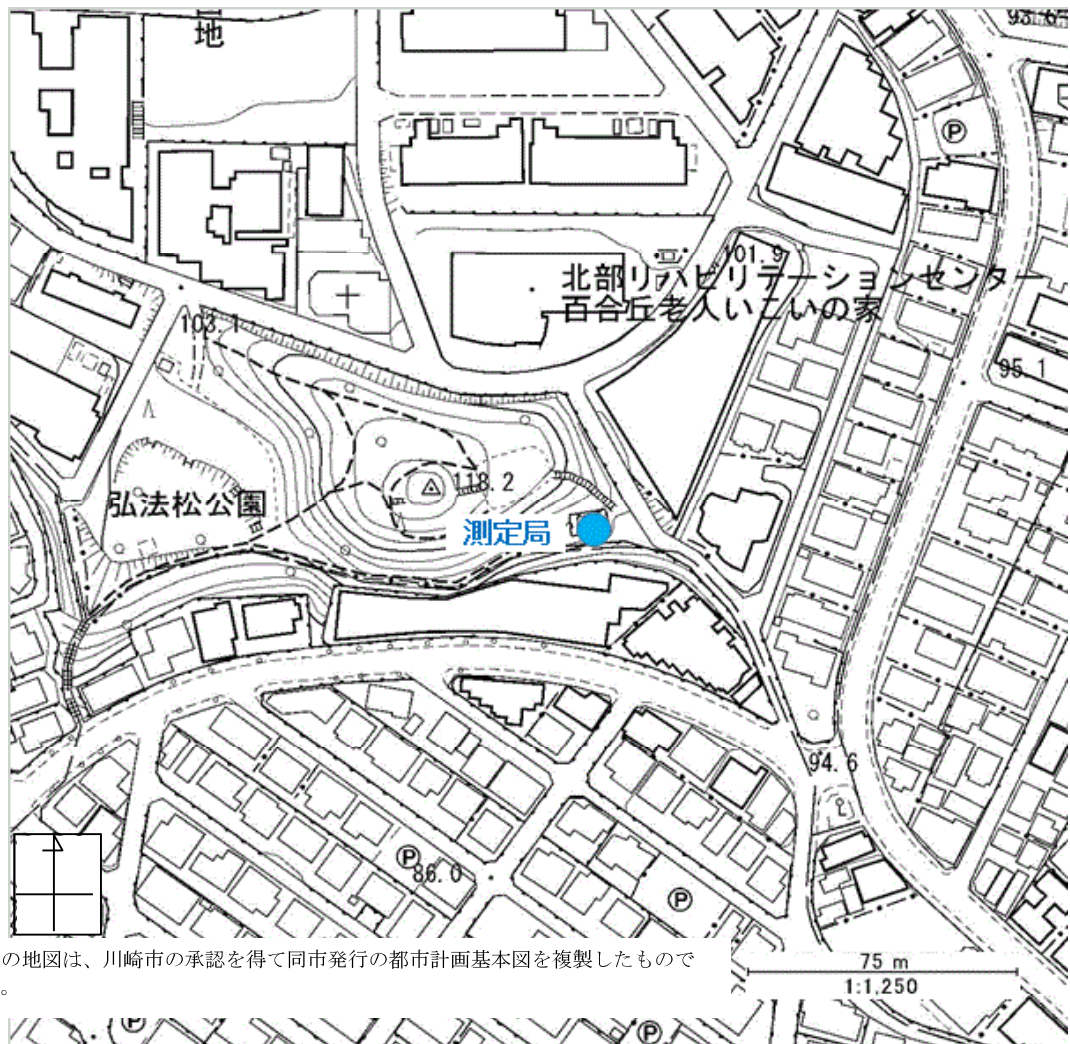 地
93.6
Ⓟ
101.9
北部リハビリテーションセンター
百合丘老人いこいの家
103.1
95.1
118.2
弘法松公園
測定局
94.6
Ⓟ
86.0
Ⓟ
の地図は、川崎市の承認を得て同市発行の都市計画基本図を複製したもので
。
75 m
1:1,250
Ⓟ
Ⓟ